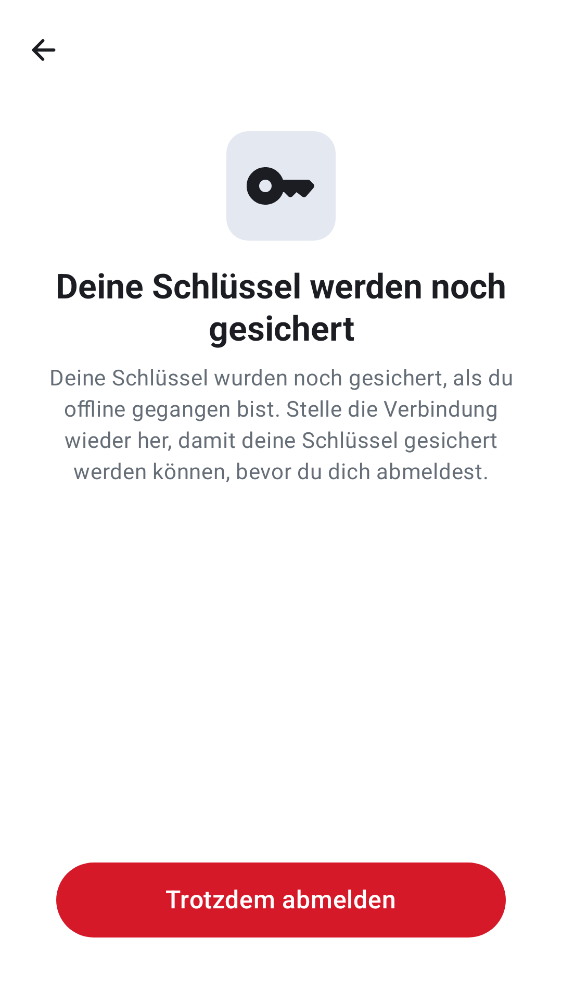 Deine Schlüssel werden noch
gesichert
Deine Schlüssel wurden noch gesichert, als du
offline gegangen bist. Stelle die Verbindung
wieder her, damit deine Schlüssel gesichert
werden können, bevor du dich abmeldest.
Trotzdem abmelden